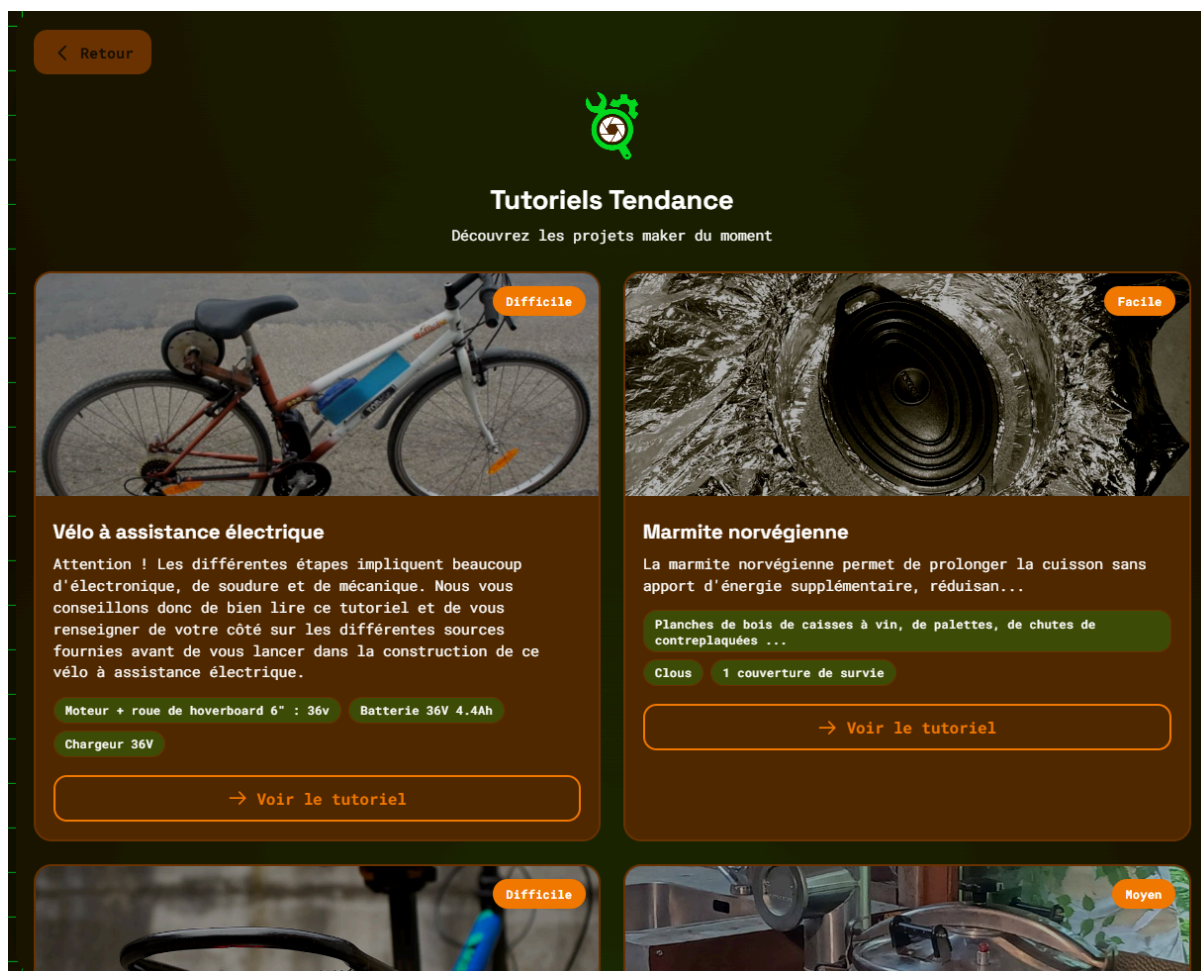 Retour
Tutoriels Tendance
Découvrez les projets maker du moment
Difficile
Vélo à assistance électrique
Attention ! Les différentes étapes impliquent beaucoup
d'électronique, de soudure et de mécanique. Nous vous
conseillons donc de bien lire ce tutoriel et de vous
renseigner de votre côté sur les différentes sources
fournies avant de vous lancer dans la construction de ce
vélo à assistance électrique.
Moteur + roue de hoverboard 6" : 36v
Batterie 36V 4.4Ah
Chargeur 36V
Voir le tutoriel
Facile
Marmite norvégienne
La marmite norvégienne permet de prolonger la cuisson sans
apport d'énergie supplémentaire, réduisan...
Planches de bois de caisses à vin, de palettes, de chutes de
contreplaquées ...
Clous
1 couverture de survie
Voir le tutoriel
Difficile
Moyen